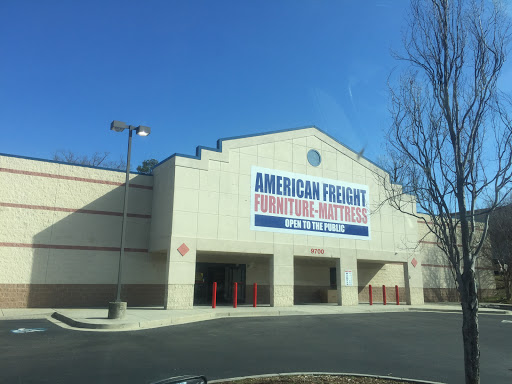 AMERICAN FREIGHT
FURNITURE-MATTRESS
OPEN TO THE PUBLIC
9700